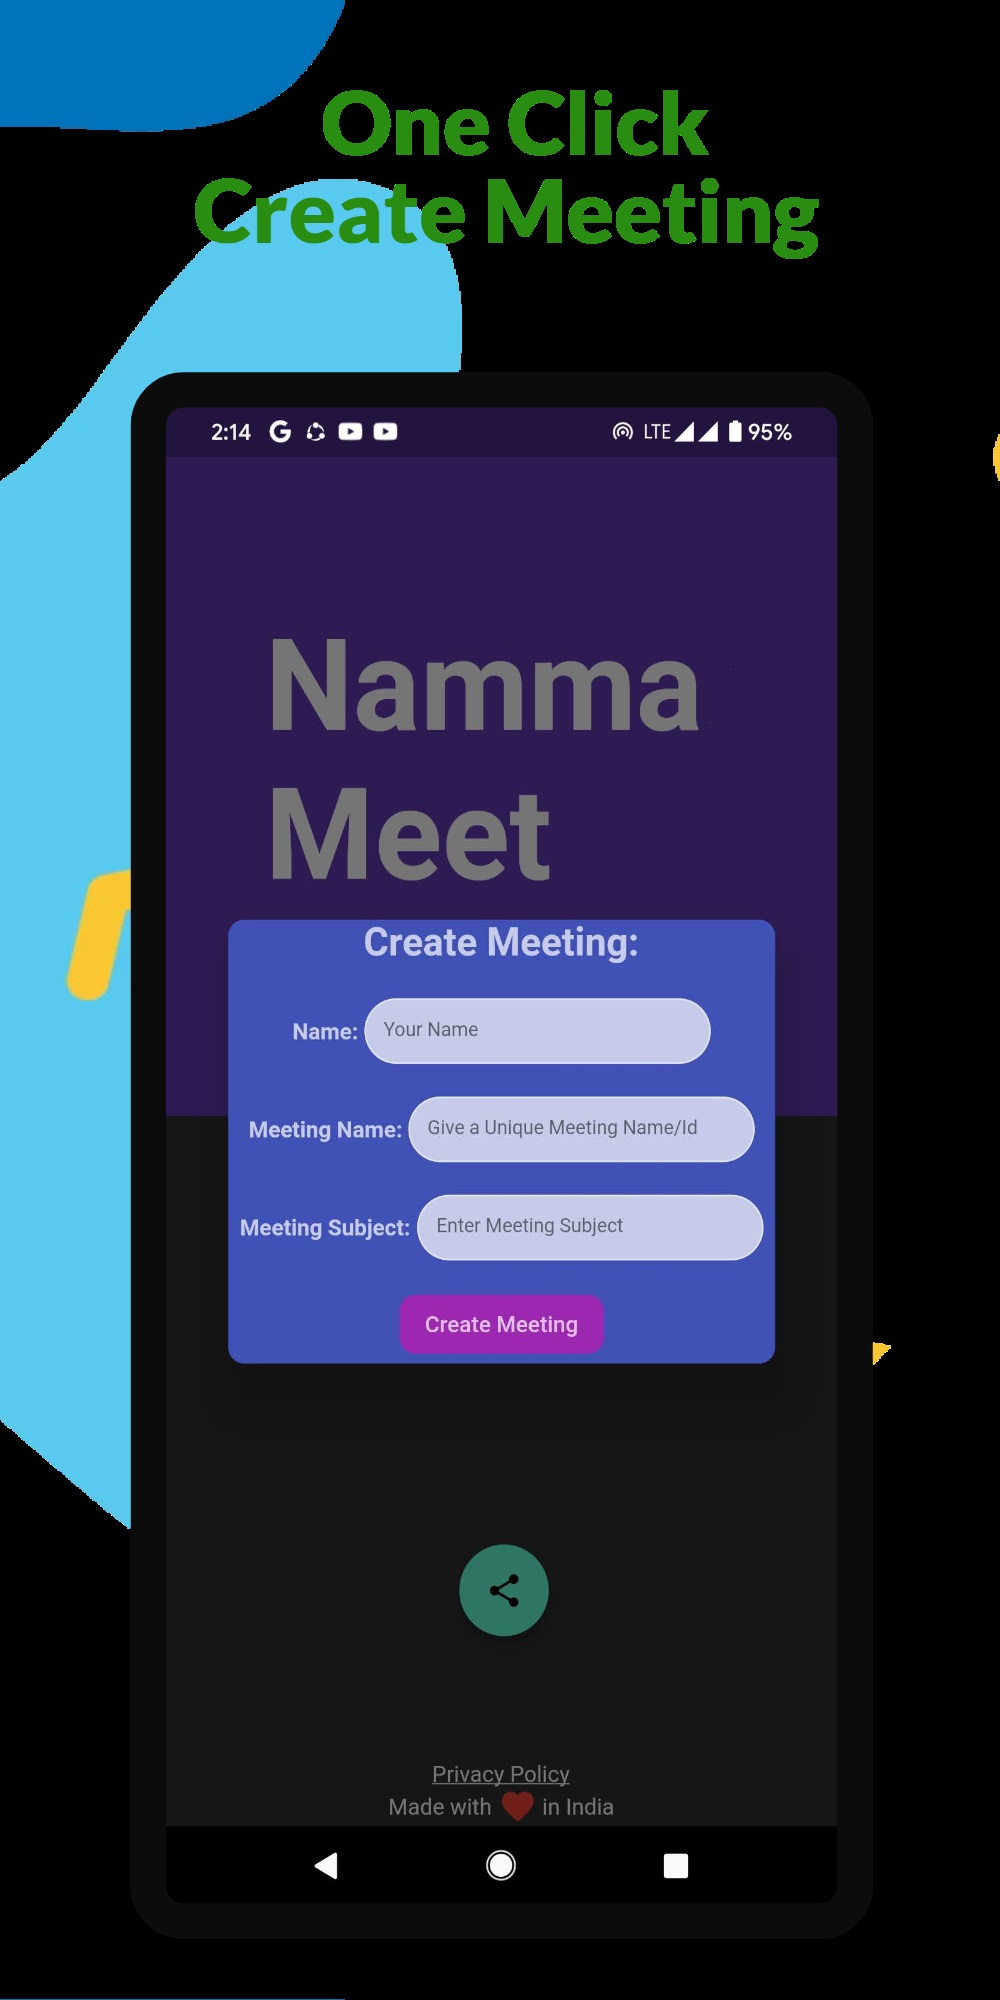 One Click
Create Meeting
2:14 LTE 95%
Namma
Meet
Create Meeting:
Name: Your Name
Meeting Name: Give a Unique Meeting Name/Id
Meeting Subject: Enter Meeting Subject
Create Meeting
Privacy Policy
Made with in India